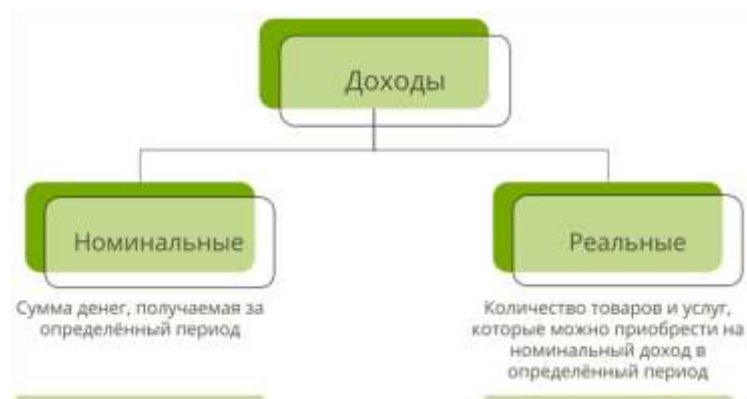 Доходы
Номинальные
Реальные
Сумма денег, получаемая за
определённый период
Количество товаров и услуг,
которые можно приобрести на
номинальный доход в
определённый период